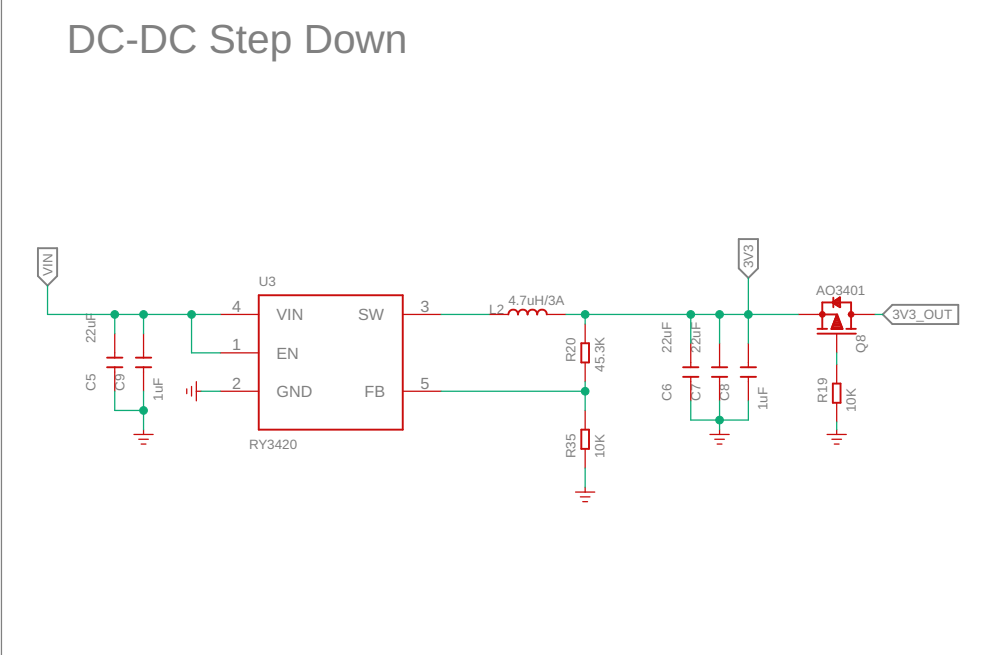 DC-DC Step Down
VIN
3V3
U3
4
VIN
SW
3
1
EN
2
GND
FB
5
RY3420
22uF
C5
C9
1uF
L2
4.7uH/3A
R20
45.3K
R35
10K
22uF
22uF
C6
C7
C8
1uF
AO3401
3V3_OUT
Q8
R19
10K